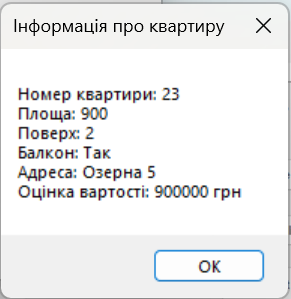 Інформація про квартиру
Номер квартири: 23
Площа: 900
Поверх: 2
Балкон: Так
Адреса: Озерна 5
Оцінка вартості: 900000 грн
ОК